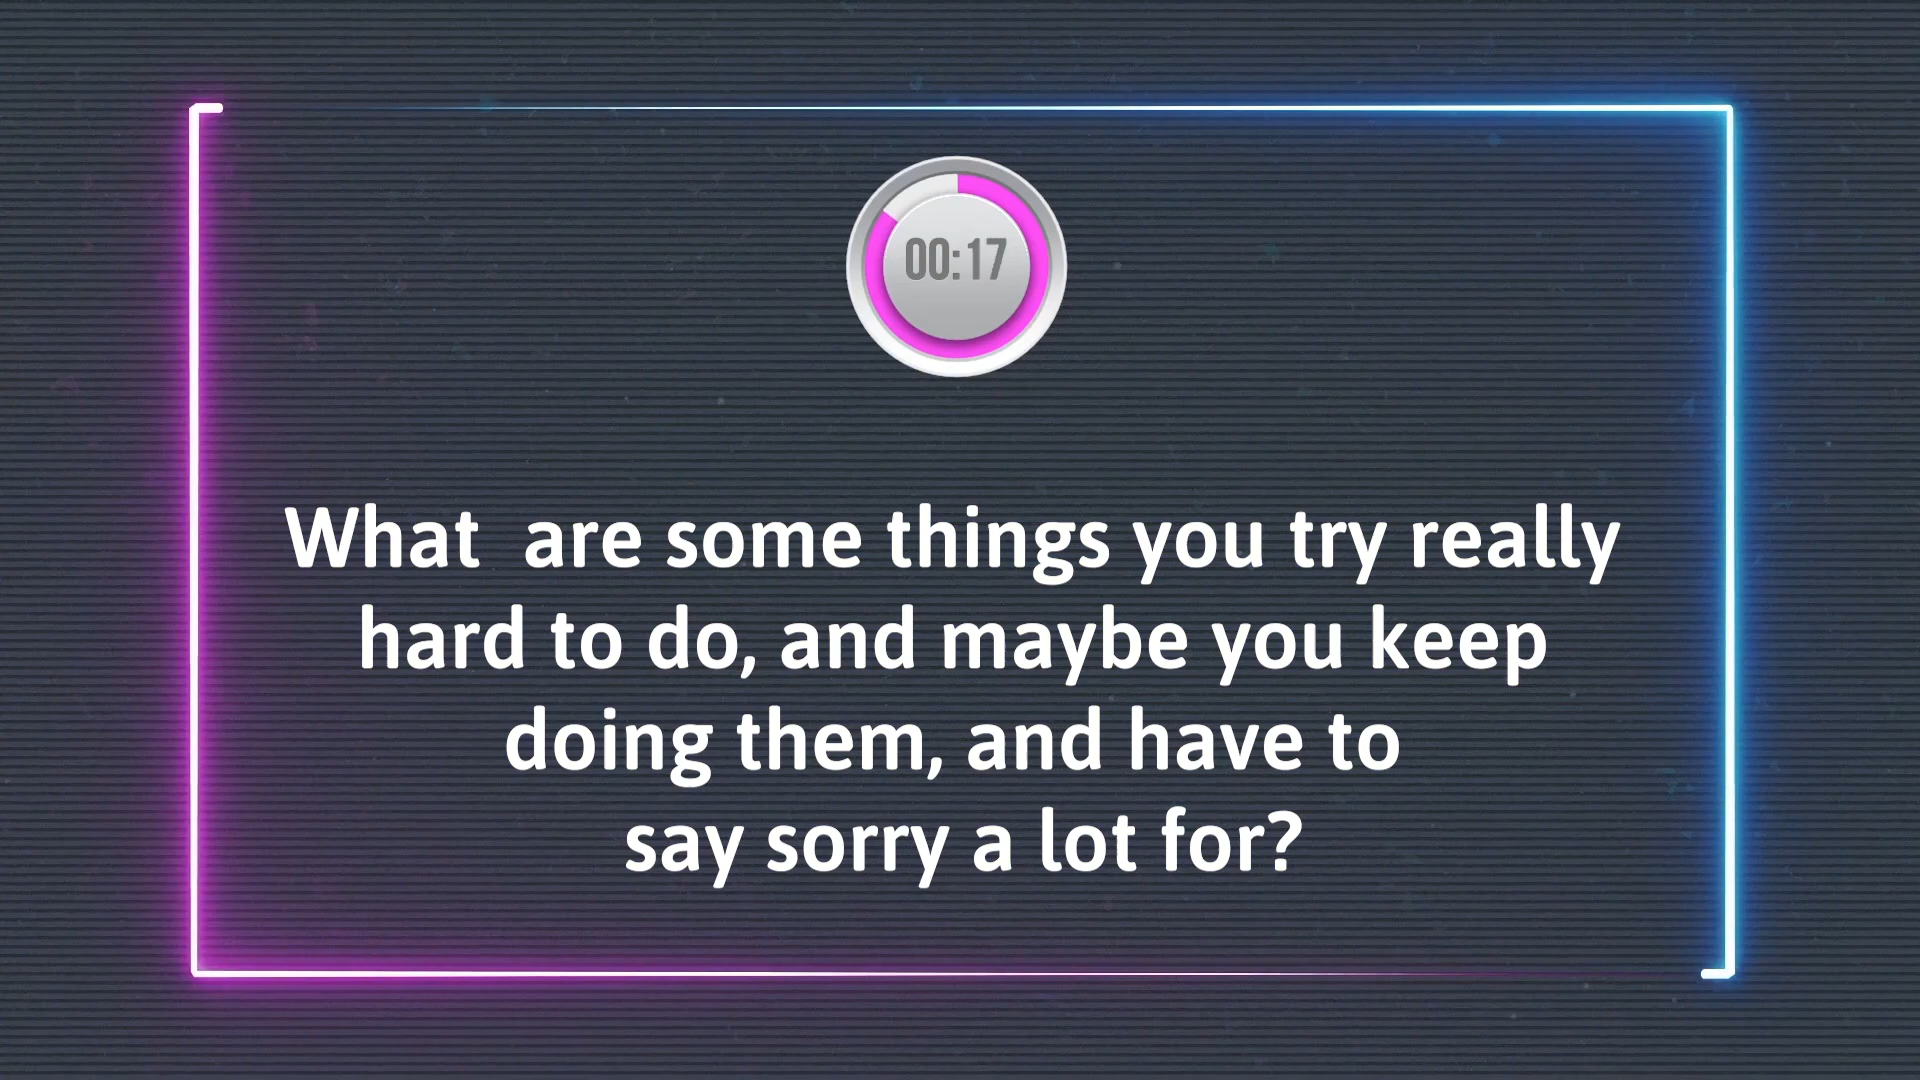 00:17
What  are some things you try really
hard to do, and maybe you keep
doing them, and have to
say sorry a lot for?